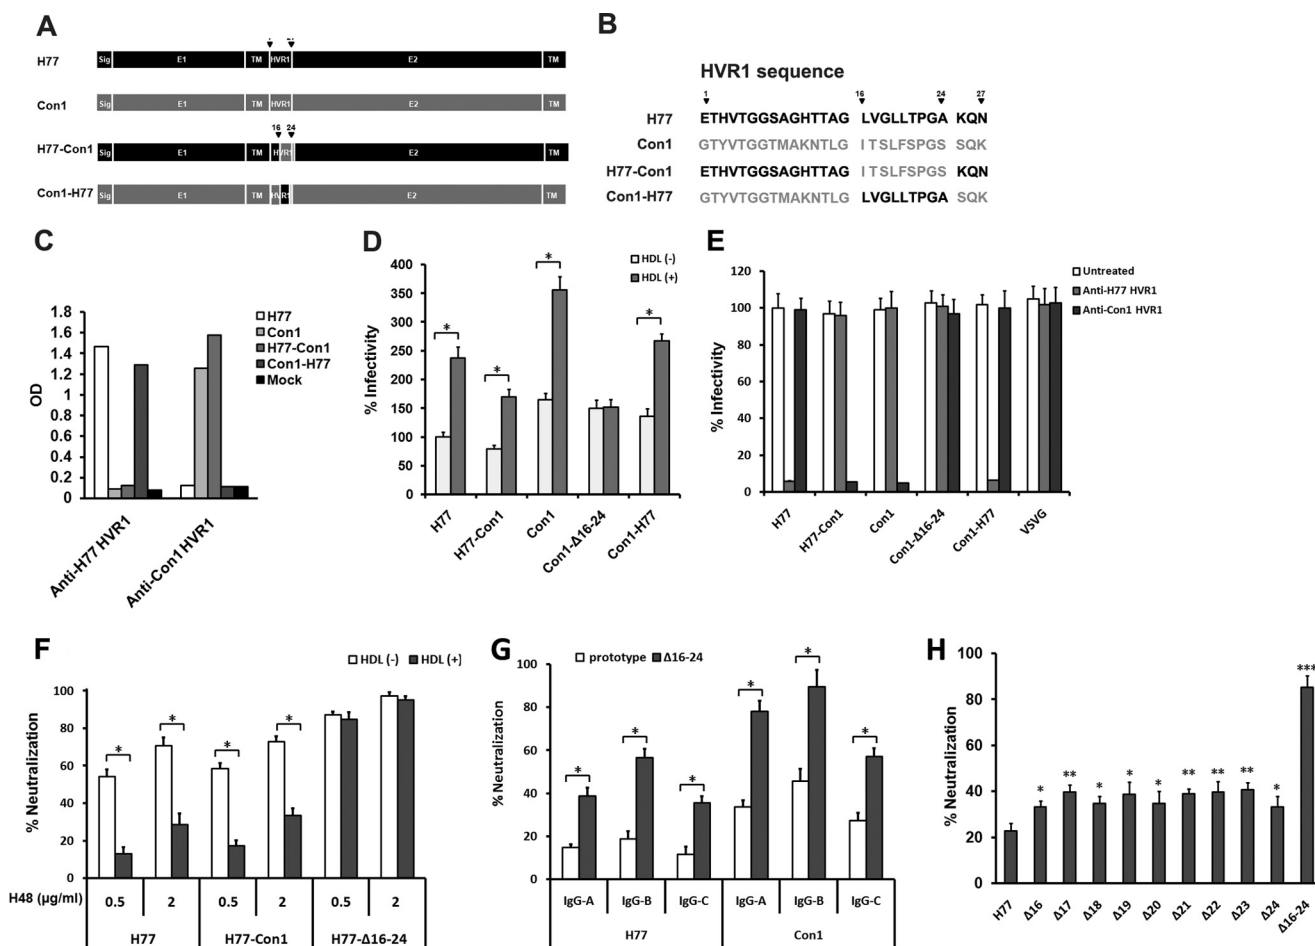 A
H77 Sig E1 TM HVR1 E2 TM
Con1 Sig E1 TM HVR1 E2 TM
16 24
H77-Con1 Sig E1 TM HVR1 E2 TM
Con1-H77 Sig E1 TM HVR1 E2 TM
B
HVR1 sequence
1 16 24 27
H77 ETHVTGGSAGHTTAG LVGLLTPGA KQN
Con1 GTYVTGGTMAKNTLG ITSLFSPGS SQK
H77-Con1 ETHVTGGSAGHTTAG ITSLFSPGS KQN
Con1-H77 GTYVTGGTMAKNTLG LVGLLTPGA SQK
C
OD
1.8
1.6
1.4
1.2
1
0.8
0.6
0.4
0.2
0
H77
Con1
H77-Con1
Con1-H77
Mock
Anti-H77 HVR1
Anti-Con1 HVR1
D
% Infectivity
400
350
300
250
200
150
100
50
0
HDL (-)
HDL (+)
* * * *
H77
H77-Con1
Con1
Con1-Δ16-24
Con1-H77
E
% Infectivity
120
100
80
60
40
20
0
Untreated
Anti-H77 HVR1
Anti-Con1 HVR1
H77
H77-Con1
Con1
Con1-Δ16-24
Con1-H77
VSVG
F
HDL (-) HDL (+)
% Neutralization
100
80
60
40
20
0
* * * *
H48 (µg/ml) 0.5 2 0.5 2 0.5 2
H77 H77-Con1 H77-Δ16-24
G
prototype Δ16-24
% Neutralization
100
80
60
40
20
0
* * * * * *
IgG-A IgG-B IgG-C IgG-A IgG-B IgG-C
H77 Con1
H
% Neutralization
100
80
60
40
20
0
* ** * * * ** ** ** * ***
H77
Δ16
Δ17
Δ18
Δ19
Δ20
Δ21
Δ22
Δ23
Δ24
Δ16-24